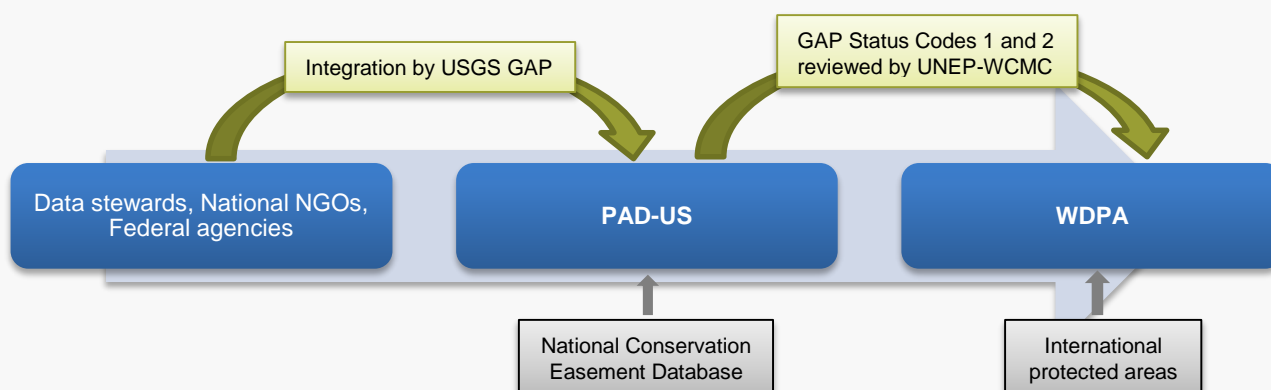 Integration by USGS GAP
GAP Status Codes 1 and 2
reviewed by UNEP-WCMC
Data stewards, National NGOs,
Federal agencies
PAD-US
WDPA
National Conservation
Easement Database
International
protected areas